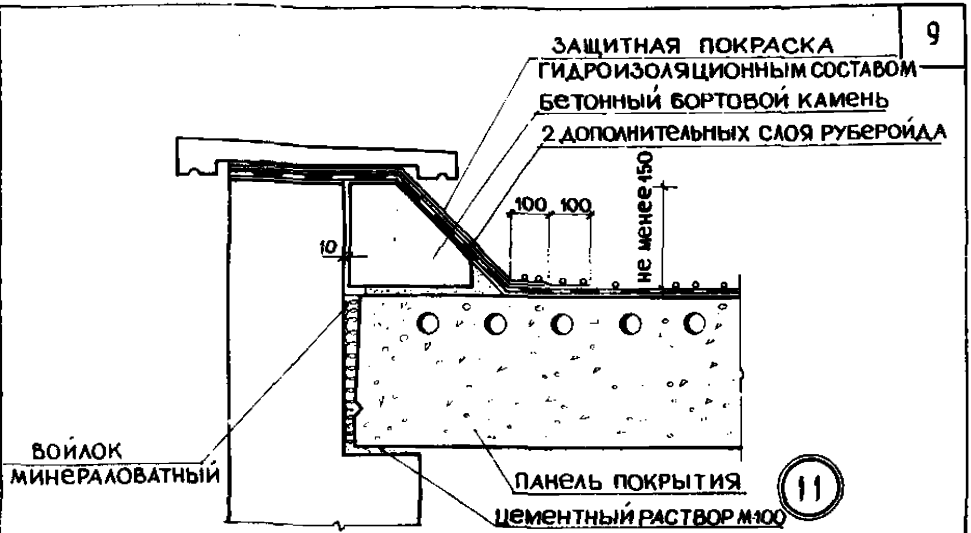 9
ЗАЩИТНАЯ ПОКРАСКА
ГИДРОИЗОЛЯЦИОННЫМ СОСТАВОМ
БЕТОННЫЙ БОРТОВОЙ КАМЕНЬ
2 ДОПОЛНИТЕЛЬНЫХ СЛОЯ РУБЕРОЙДА
100 100
НЕ МЕНЕЕ 150
10
ВОЙЛОК
МИНЕРАЛОВАТНЫЙ
ПАНЕЛЬ ПОКРЫТИЯ
11
ЦЕМЕНТНЫЙ РАСТВОР М-100